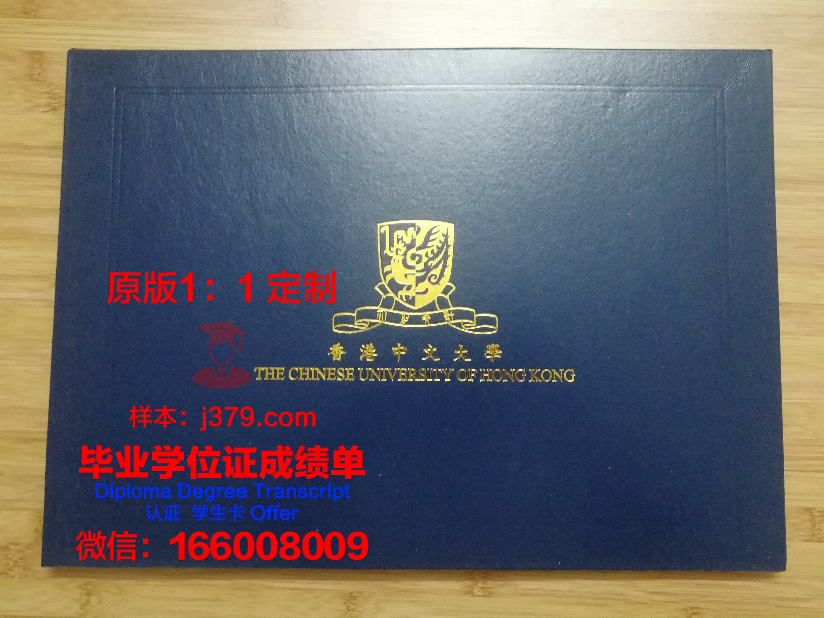 香港中文大學
THE CHINESE UNIVERSITY OF HONG KONG
原版1：1 定制
样本：j379.com
毕业学位证成绩单
Diploma Degree Transcript
认证 学生卡 Offer
微信：166008009